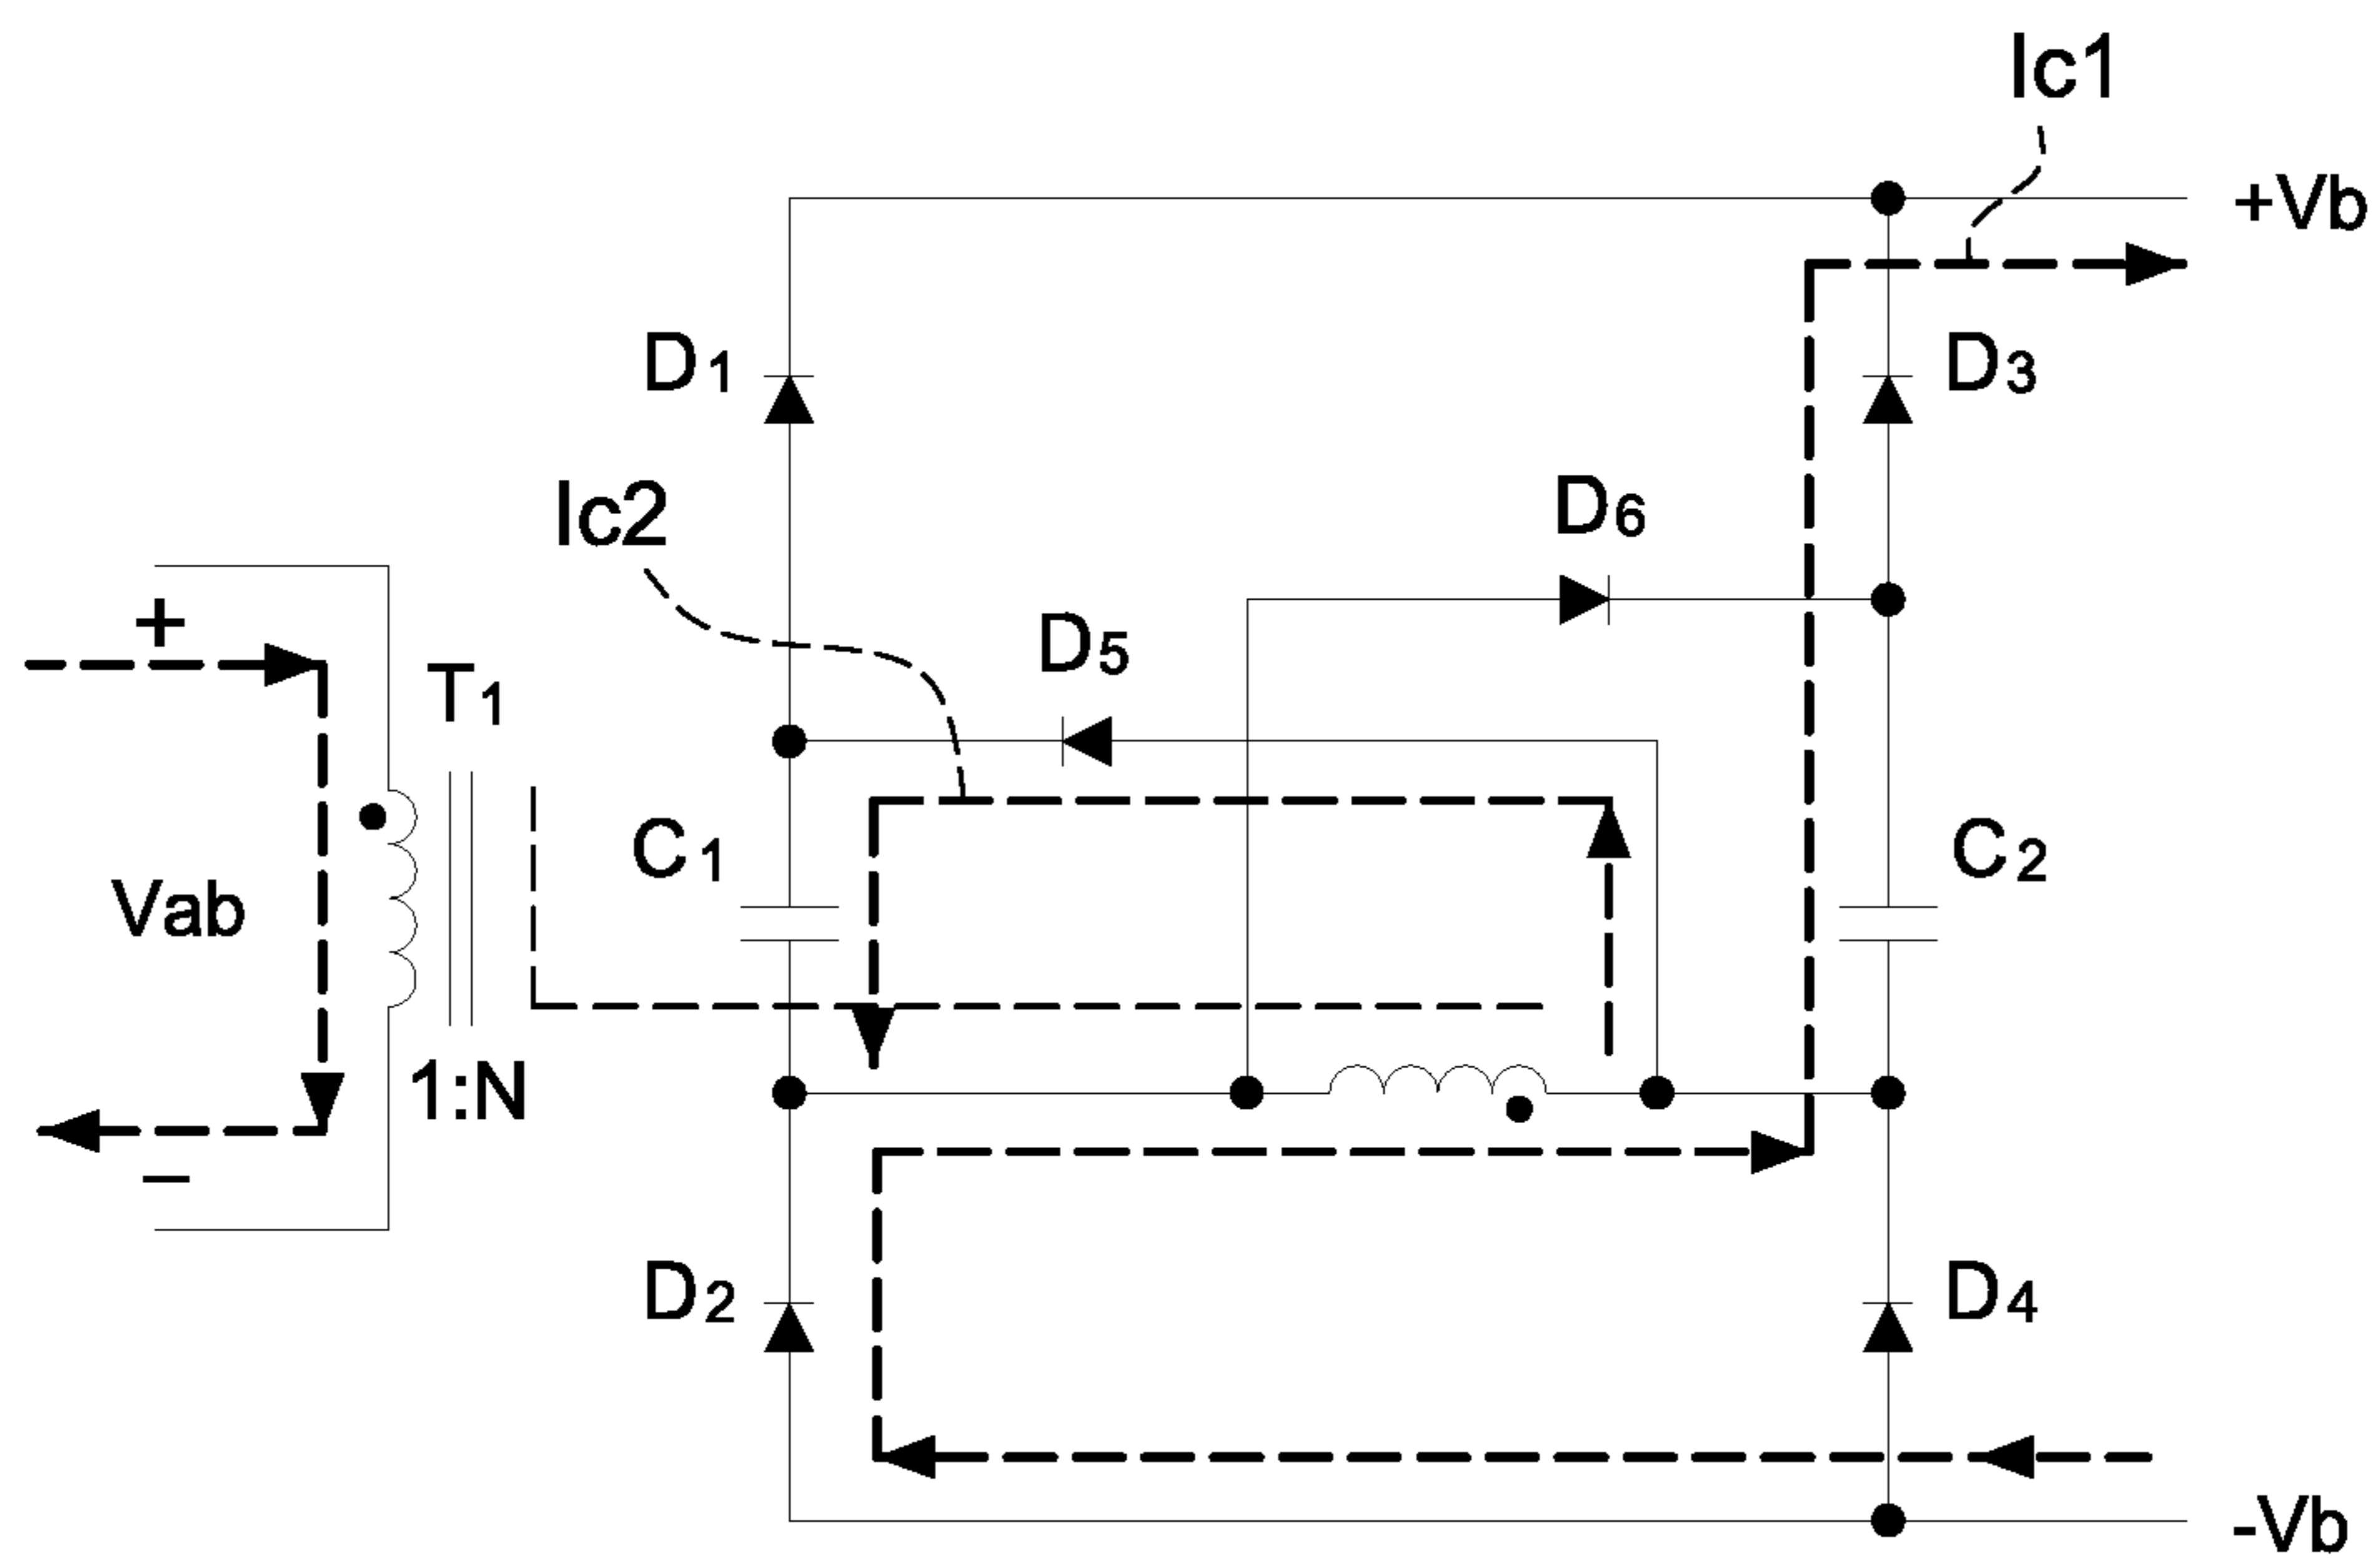 Ic1
+Vb
D1
D3
Ic2
D6
D5
+
T1
C1
C2
Vab
1:N
–
D2
D4
-Vb